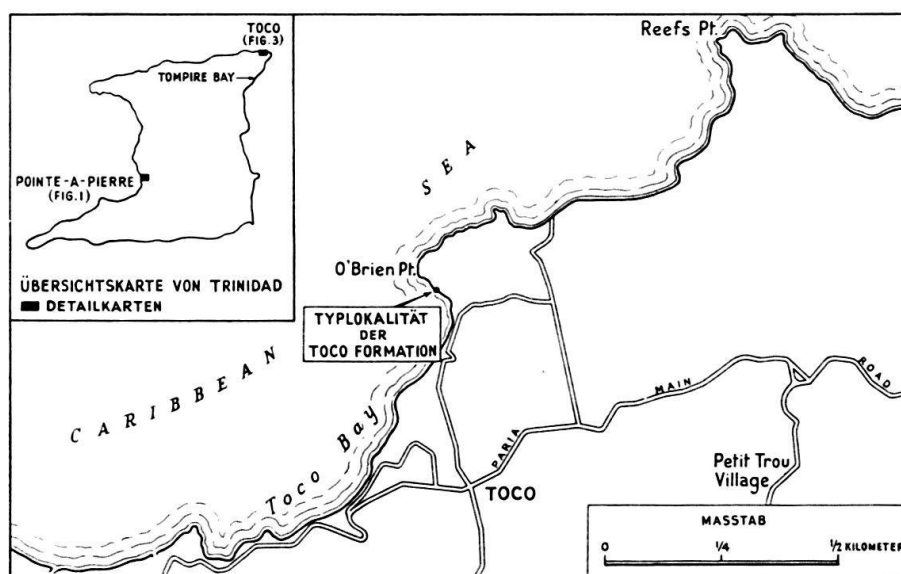 TOCO
(FIG.3)
TOMPIRE BAY
POINTE-A-PIERRE
(FIG.1)
ÜBERSICHTSKARTE VON TRINIDAD
DETAILKARTEN
Reefs Pt.
CARIBBEAN SEA
O'Brien Pt.
TYPLOKALITÄT
DER
TOCO FORMATION
Toco Bay
PARIA MAIN ROAD
TOCO
Petit Trou
Village
MASSTAB
0 1/4 1/2 KILOMETER